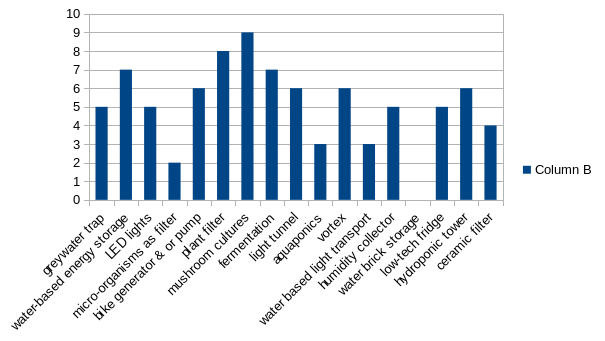 10
9
8
7
6
5
4
3
2
1
0
greywater trap
water-based energy storage
LED lights
micro-organisms as filter
bike generator & or pump
plant filter
mushroom cultures
fermentation
light tunnel
aquaponics
vortex
water based light transport
humidity collector
water brick storage
low-tech fridge
hydroponic tower
ceramic filter
Column B